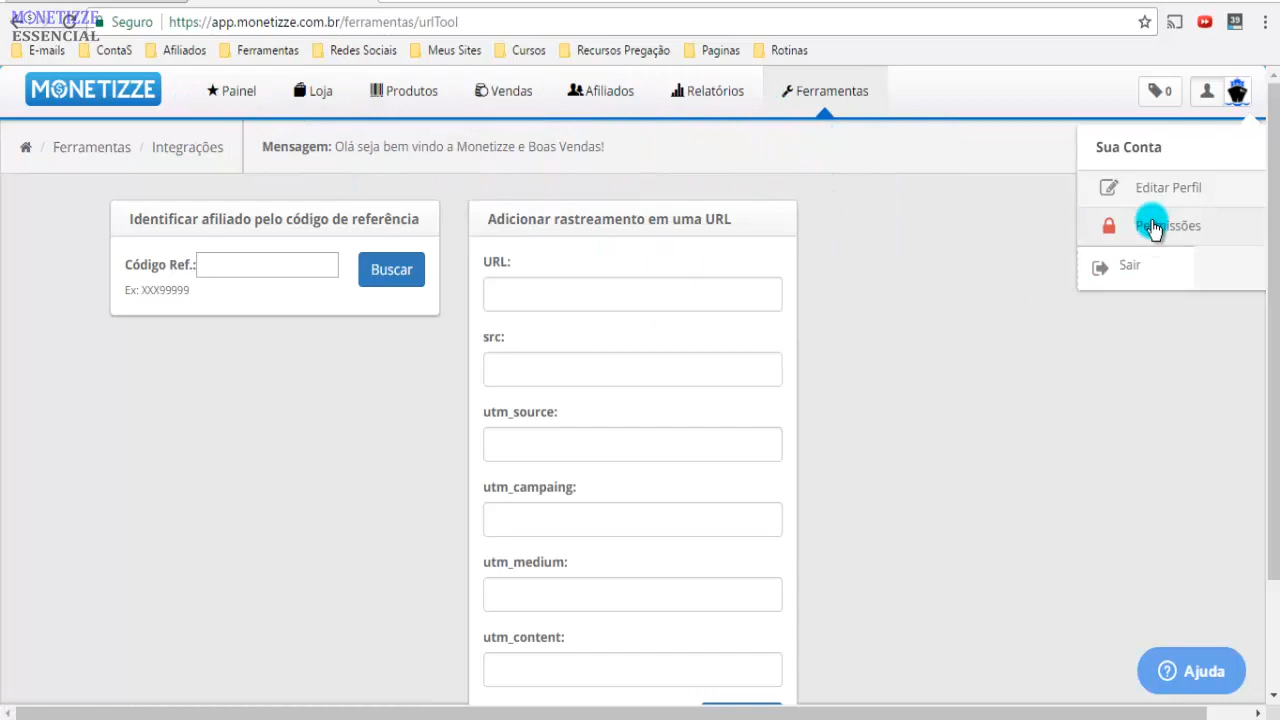 MONETIZZE
ESSENCIAL
Seguro
https://app.monetizze.com.br/ferramentas/urlTool
39
E-mails
ContaS
Afiliados
Ferramentas
Redes Sociais
Meus Sites
Cursos
Recursos Pregação
Paginas
Rotinas
MONETIZZE
Painel
Loja
Produtos
Vendas
Afiliados
Relatórios
Ferramentas
0
/ Ferramentas / Integrações
Mensagem: Olá seja bem vindo a Monetizze e Boas Vendas!
Sua Conta
Editar Perfil
Permissões
Sair
Identificar afiliado pelo código de referência
Código Ref.:
Buscar
Ex: XXX99999
Adicionar rastreamento em uma URL
URL:
src:
utm_source:
utm_campaing:
utm_medium:
utm_content:
Ajuda